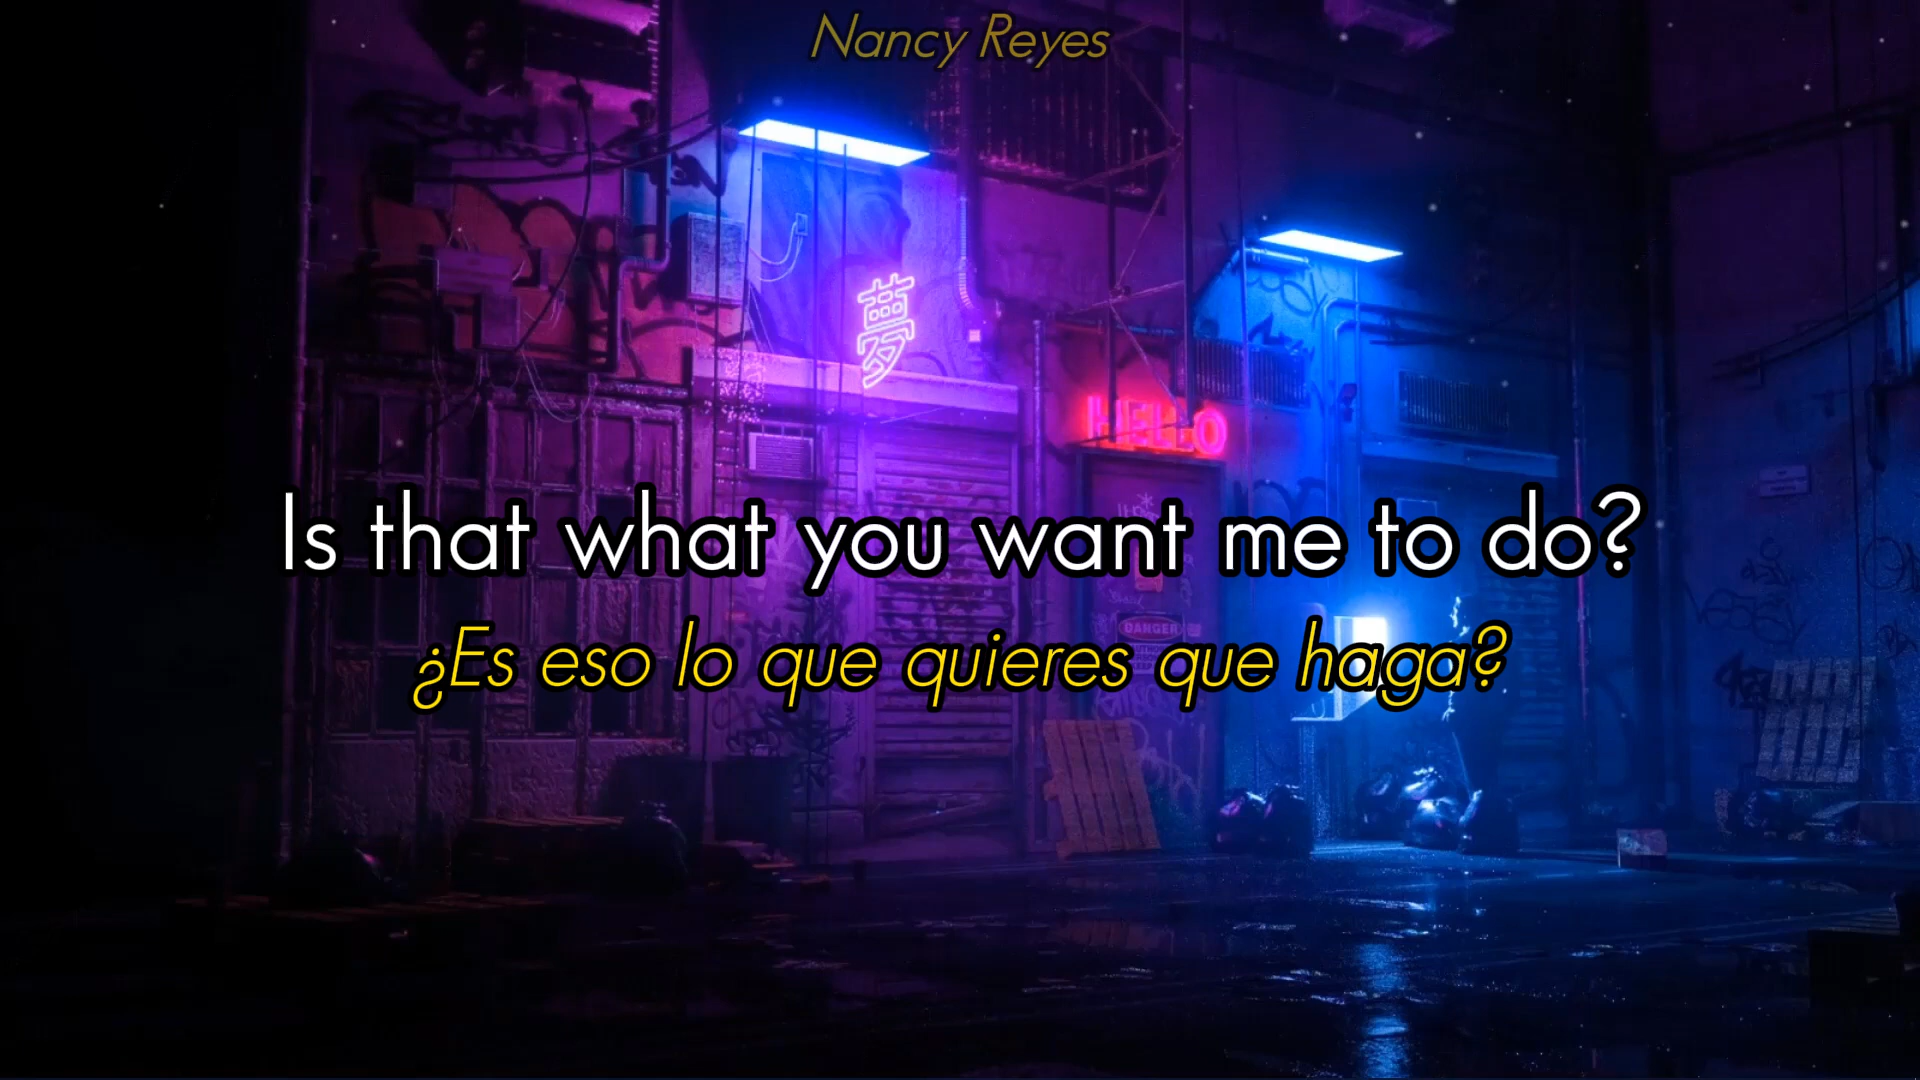 Nancy Reyes
夢
HELLO
Is that what you want me to do?
DANGER
¿Es eso lo que quieres que haga?